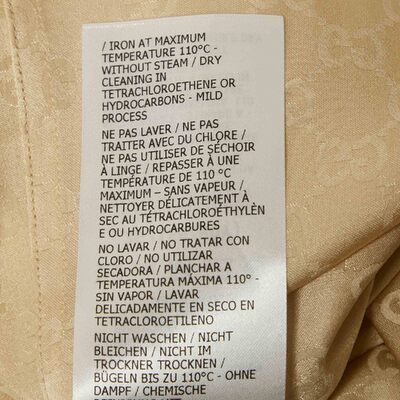 / IRON AT MAXIMUM
TEMPERATURE 110°C -
WITHOUT STEAM / DRY
CLEANING IN
TETRACHLOROETHENE OR
HYDROCARBONS - MILD
PROCESS
NE PAS LAVER / NE PAS
TRAITER AVEC DU CHLORE /
NE PAS UTILISER DE SÉCHOIR
À LINGE / REPASSER À UNE
TEMPÉRATURE DE 110 °C
MAXIMUM – SANS VAPEUR /
NETTOYER DÉLICATEMENT À
SEC AU TÉTRACHLOROÉTHYLÈN
E OU HYDROCARBURES
NO LAVAR / NO TRATAR CON
CLORO / NO UTILIZAR
SECADORA / PLANCHAR A
TEMPERATURA MÁXIMA 110° -
SIN VAPOR / LAVAR
DELICADAMENTE EN SECO EN
TETRACLOROETILENO
NICHT WASCHEN / NICHT
BLEICHEN / NICHT IM
TROCKNER TROCKNEN /
BÜGELN BIS ZU 110°C - OHNE
DAMPF / CHEMISCHE